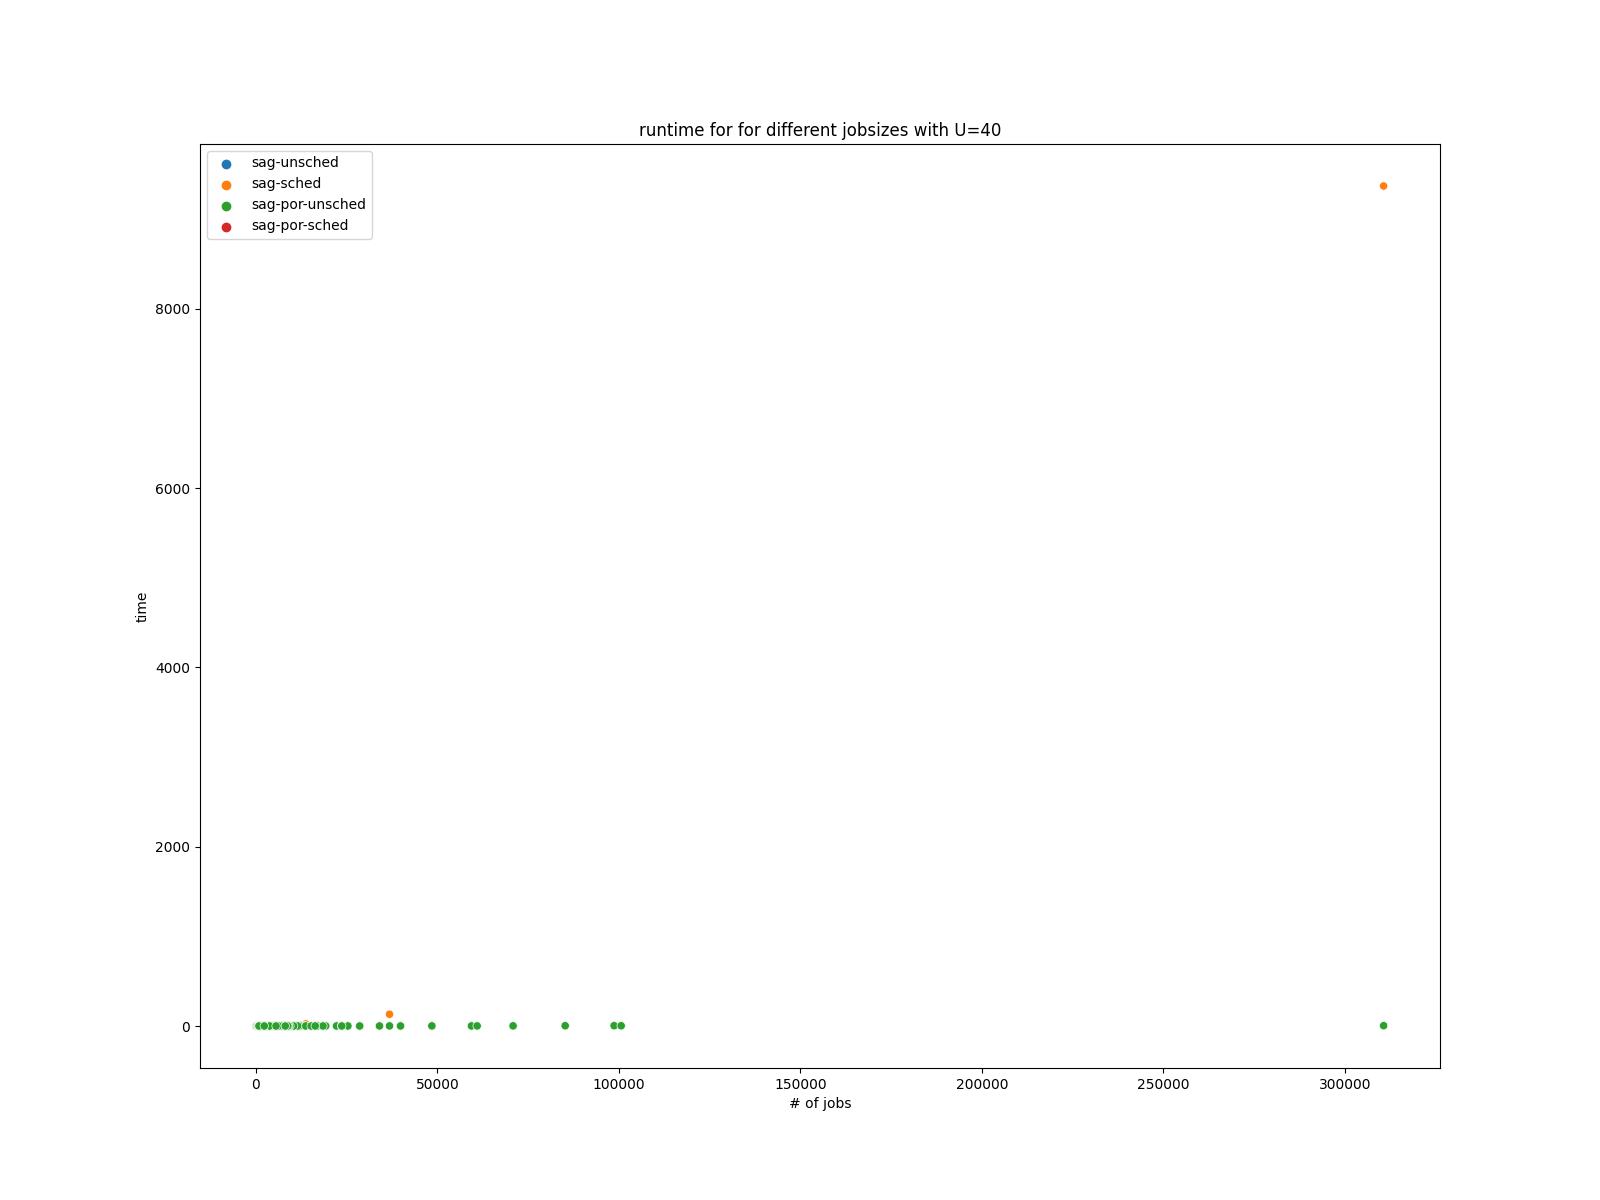 runtime for for different jobsizes with U=40
sag-unsched
sag-sched
sag-por-unsched
sag-por-sched
8000
6000
4000
2000
0
time
0 50000 100000 150000 200000 250000 300000
# of jobs